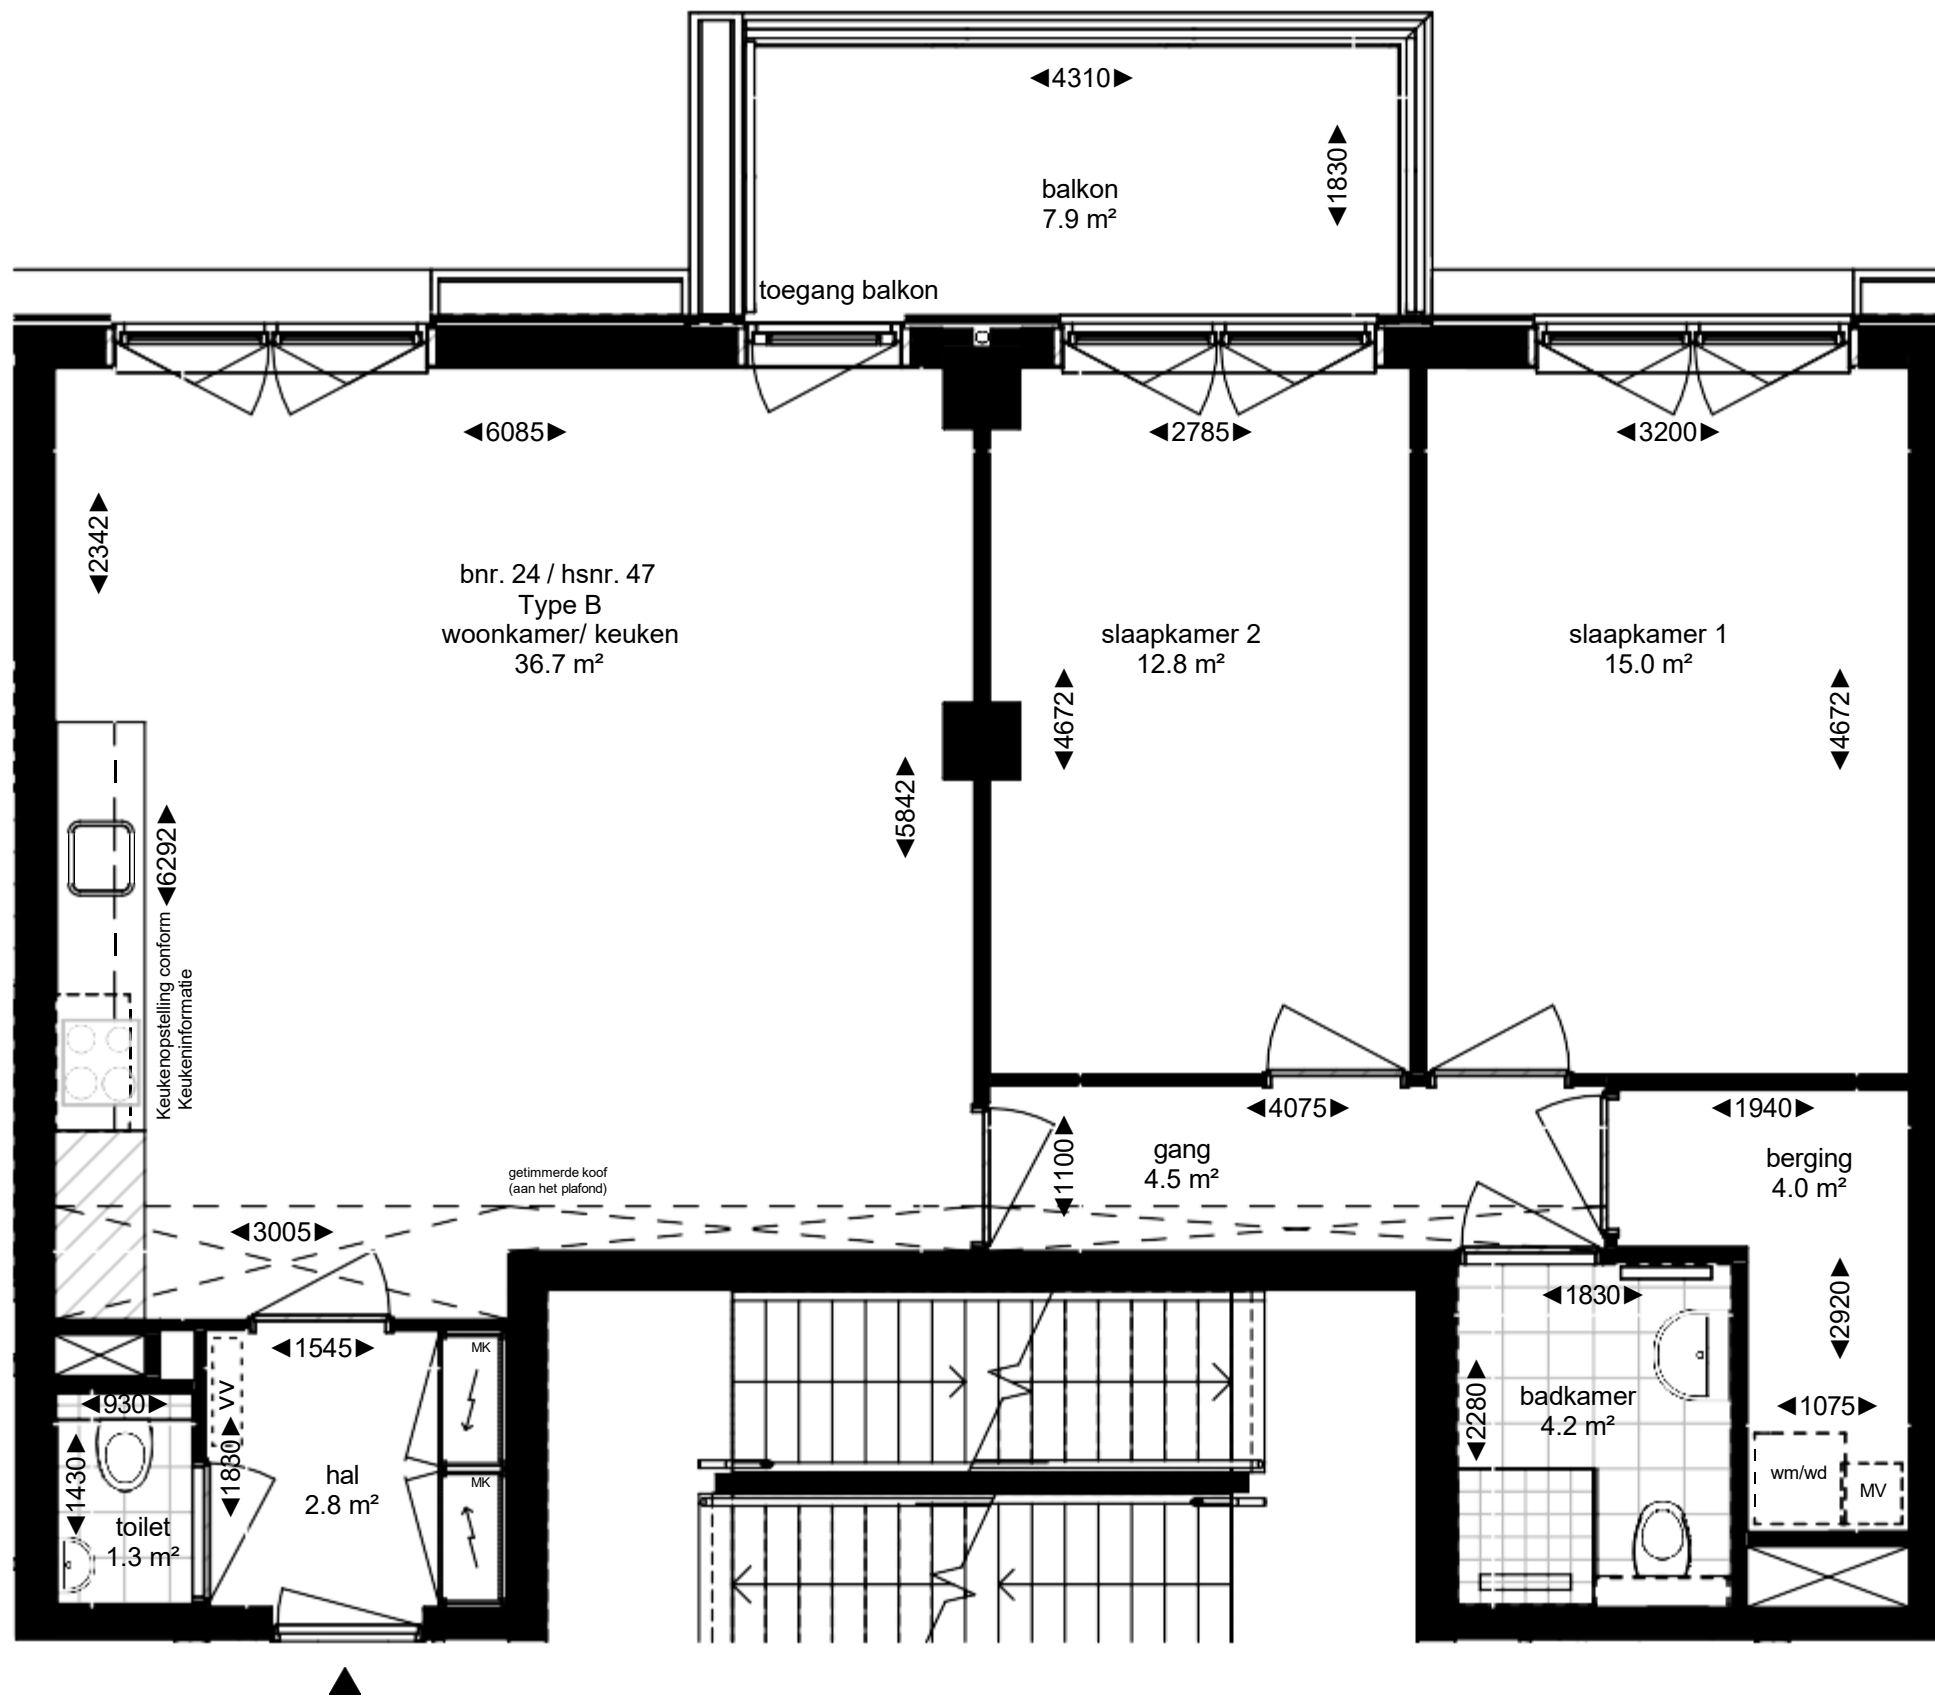 ◄4310►
◄1830►
balkon
7.9 m²
toegang balkon
◄6085►
◄2785►
◄3200►
◄2342►
bnr. 24 / hsnr. 47
Type B
woonkamer/ keuken
36.7 m²
slaapkamer 2
12.8 m²
slaapkamer 1
15.0 m²
◄4672►
◄4672►
◄5842►
◄6292►
Keukenopstelling conform
Keukeninformatie
◄4075►
◄1940►
◄1100►
gang
4.5 m²
berging
4.0 m²
getimmerde koof
(aan het plafond)
◄3005►
◄1830►
◄2920►
◄1545►
MK
VV
◄930►
◄2280►
badkamer
4.2 m²
◄1075►
◄1430►
◄1830►
hal
2.8 m²
MK
wm/wd
MV
toilet
1.3 m²